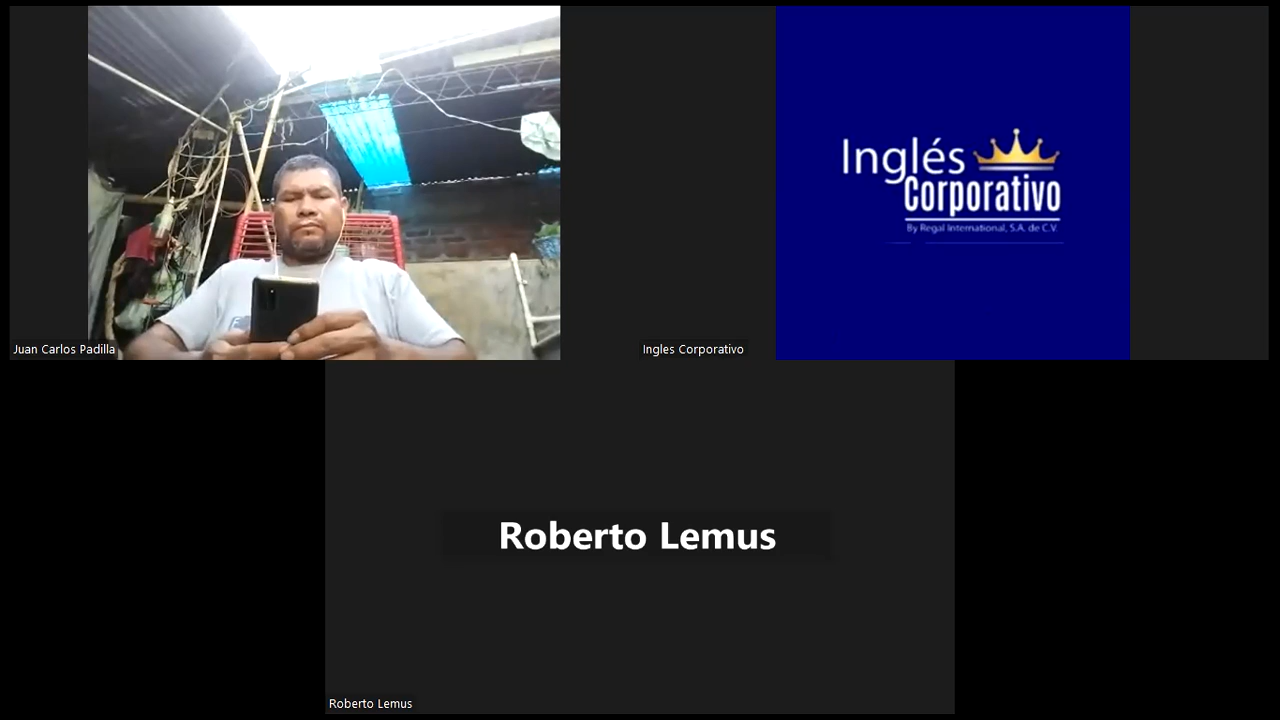 Inglés
Corporativo
By Regal International, S.A. de C.V.
Juan Carlos Padilla
Ingles Corporativo
Roberto Lemus
Roberto Lemus